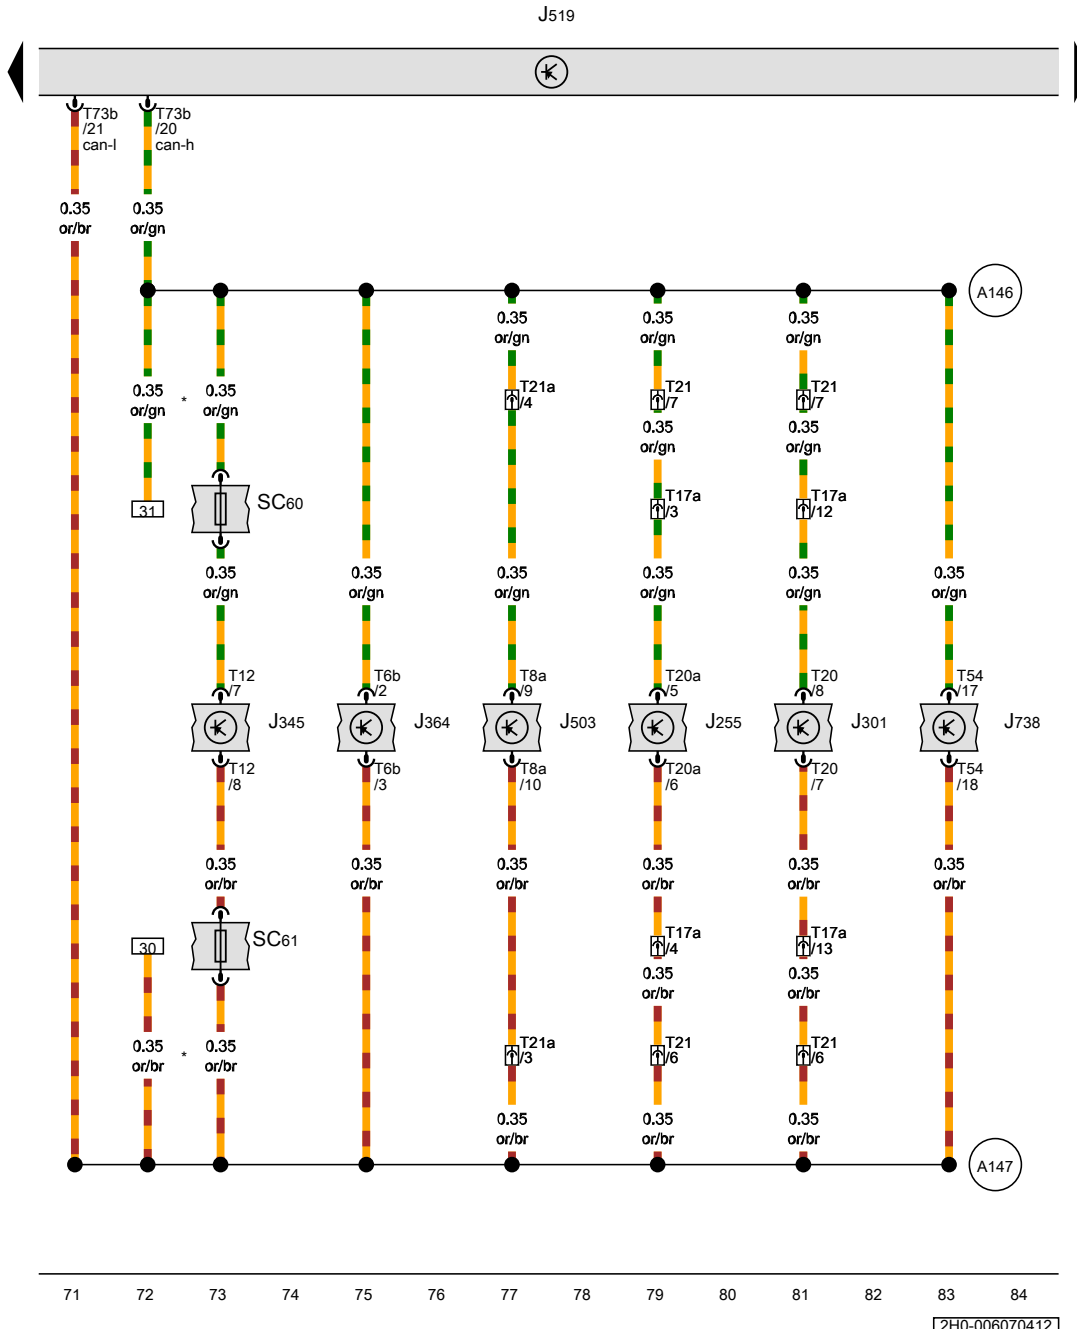 J519
T73b
/21
can-l
T73b
/20
can-h
0.35
or/br
0.35
or/gn
A146
0.35
or/gn
0.35
or/gn
0.35
or/gn
T21a
/4
T21
/7
T21
/7
0.35
or/gn
*
0.35
or/gn
0.35
or/gn
0.35
or/gn
31
SC60
T17a
/3
T17a
/12
0.35
or/gn
0.35
or/gn
0.35
or/gn
0.35
or/gn
0.35
or/gn
0.35
or/gn
T12
/7
T6b
/2
T8a
/9
T20a
/5
T20
/8
T54
/17
J345
J364
J503
J255
J301
J738
T12
/8
T6b
/3
T8a
/10
T20a
/6
T20
/7
T54
/18
0.35
or/br
0.35
or/br
0.35
or/br
0.35
or/br
0.35
or/br
0.35
or/br
30
SC61
T17a
/4
T17a
/13
0.35
or/br
0.35
or/br
0.35
or/br
*
0.35
or/br
T21a
/3
T21
/6
T21
/6
0.35
or/br
0.35
or/br
0.35
or/br
A147
71 72 73 74 75 76 77 78 79 80 81 82 83 84
2H0-006070412